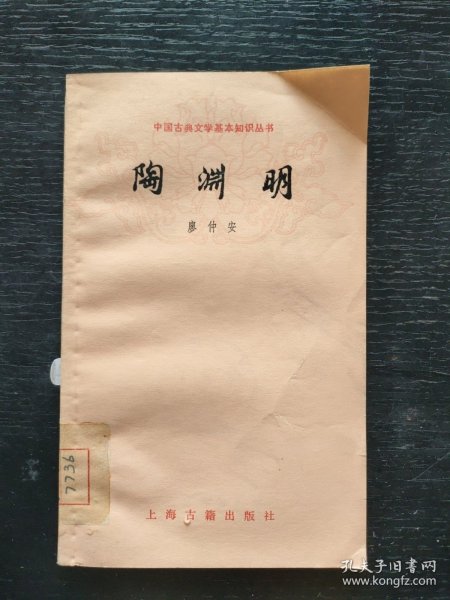 中国古典文学基本知识丛书
陶渊明
廖仲安
7736
上海古籍出版社
孔夫子旧书网
www.kongfz.com